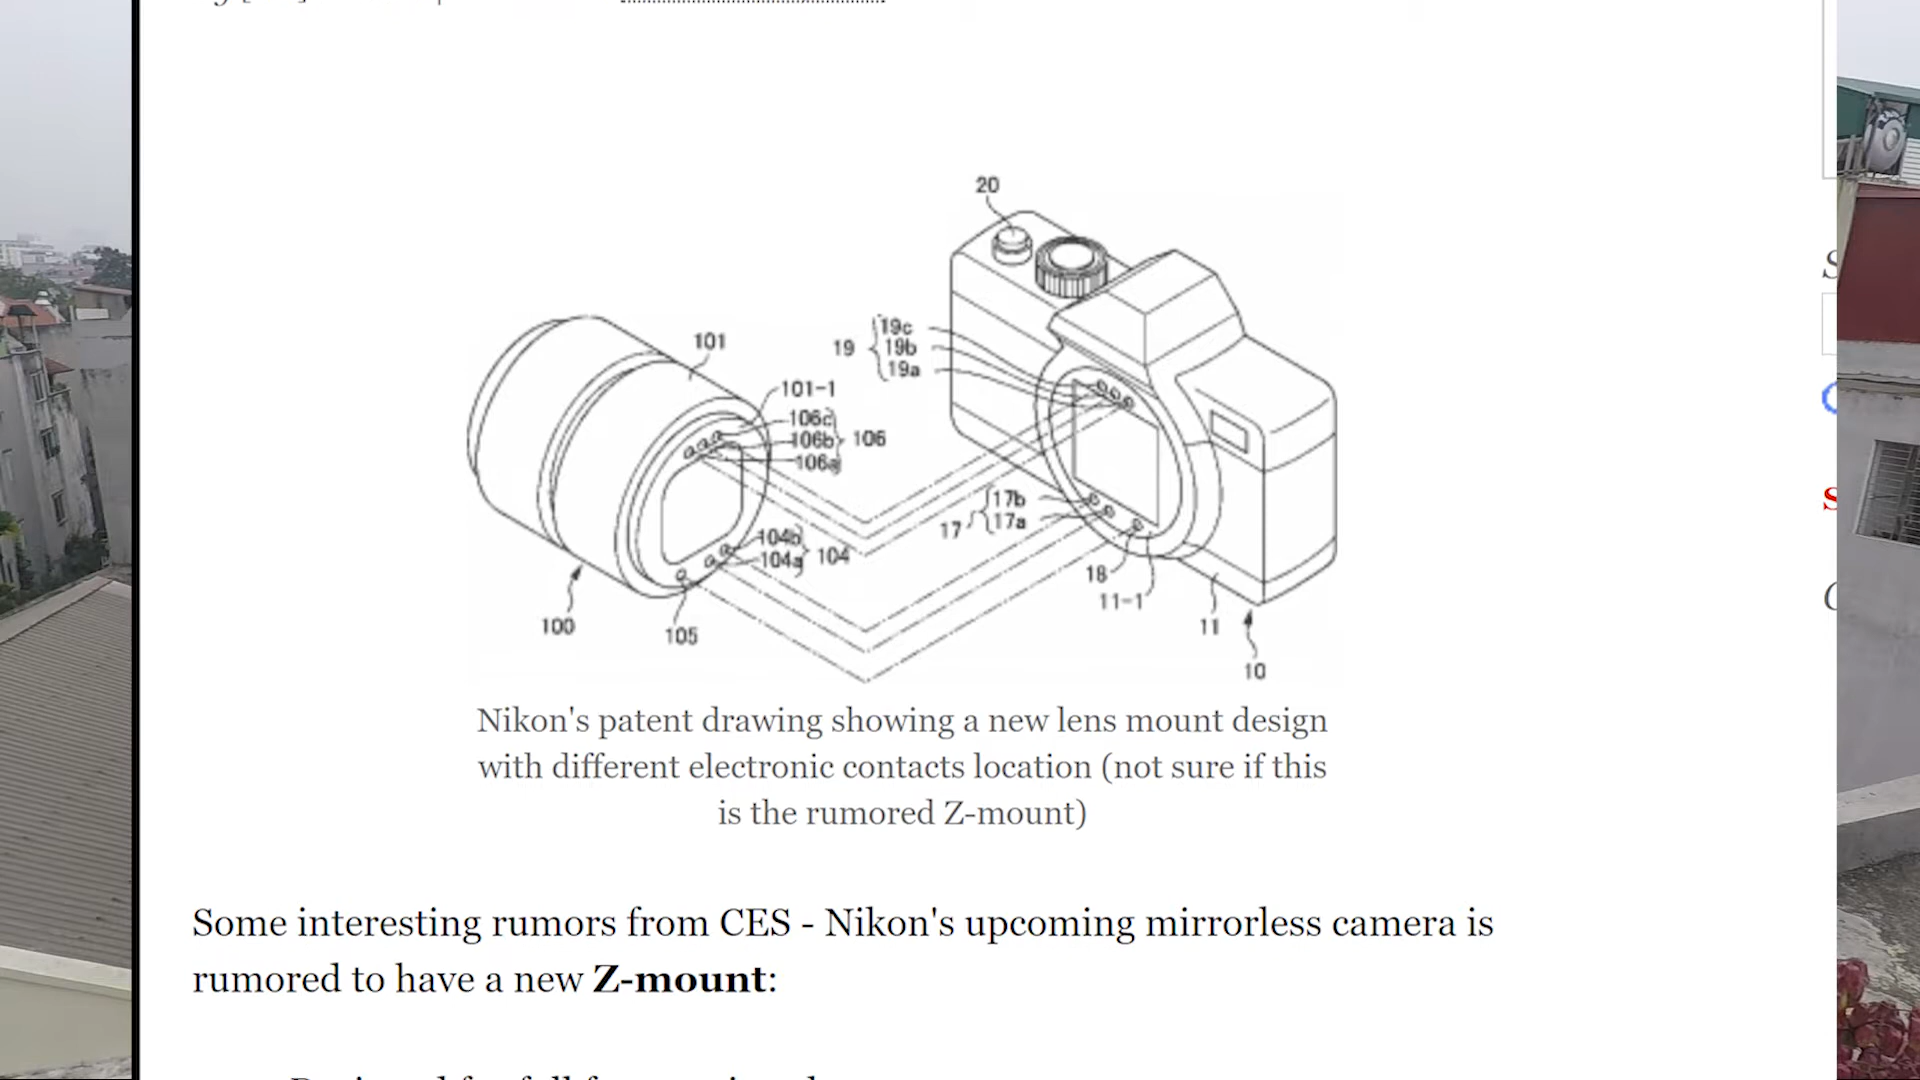 20
19c
19 19b
19a
101
101-1
106c
106b 106
106a
17b
17 17a
104b
104a 104
18
11-1
100
105
11
10
Nikon's patent drawing showing a new lens mount design
with different electronic contacts location (not sure if this
is the rumored Z-mount)
Some interesting rumors from CES - Nikon's upcoming mirrorless camera is
rumored to have a new Z-mount: